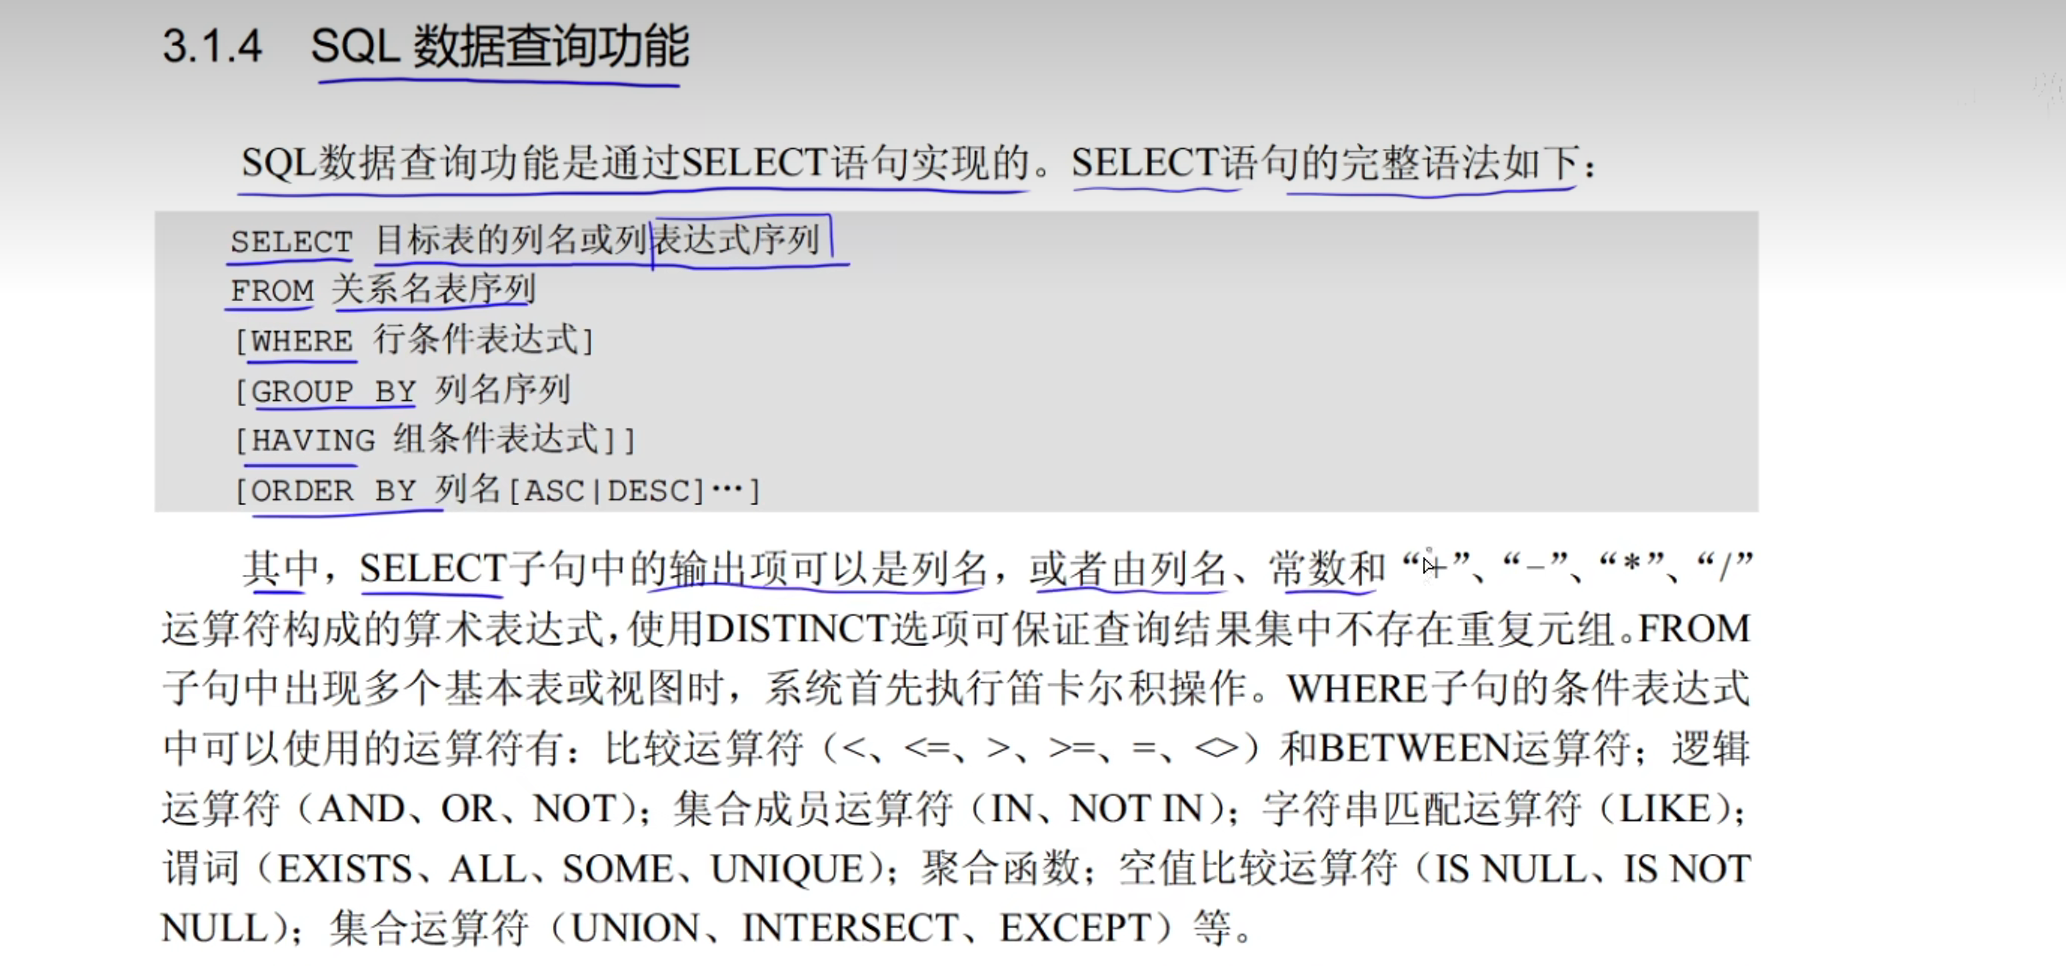 3.1.4 SQL 数据查询功能
SQL数据查询功能是通过SELECT语句实现的。SELECT语句的完整语法如下：
SELECT 目标表的列名或列表达式序列
FROM 关系名表序列
[WHERE 行条件表达式]
[GROUP BY 列名序列
[HAVING 组条件表达式]]
[ORDER BY 列名[ASC|DESC]…]
其中，SELECT子句中的输出项可以是列名，或者由列名、常数和“+”、“-”、“*”、“/”
运算符构成的算术表达式，使用DISTINCT选项可保证查询结果集中不存在重复元组。FROM
子句中出现多个基本表或视图时，系统首先执行笛卡尔积操作。WHERE子句的条件表达式
中可以使用的运算符有：比较运算符（<、<=、>、>=、=、<>）和BETWEEN运算符；逻辑
运算符（AND、OR、NOT）；集合成员运算符（IN、NOT IN）；字符串匹配运算符（LIKE）；
谓词（EXISTS、ALL、SOME、UNIQUE）；聚合函数；空值比较运算符（IS NULL、IS NOT
NULL）；集合运算符（UNION、INTERSECT、EXCEPT）等。